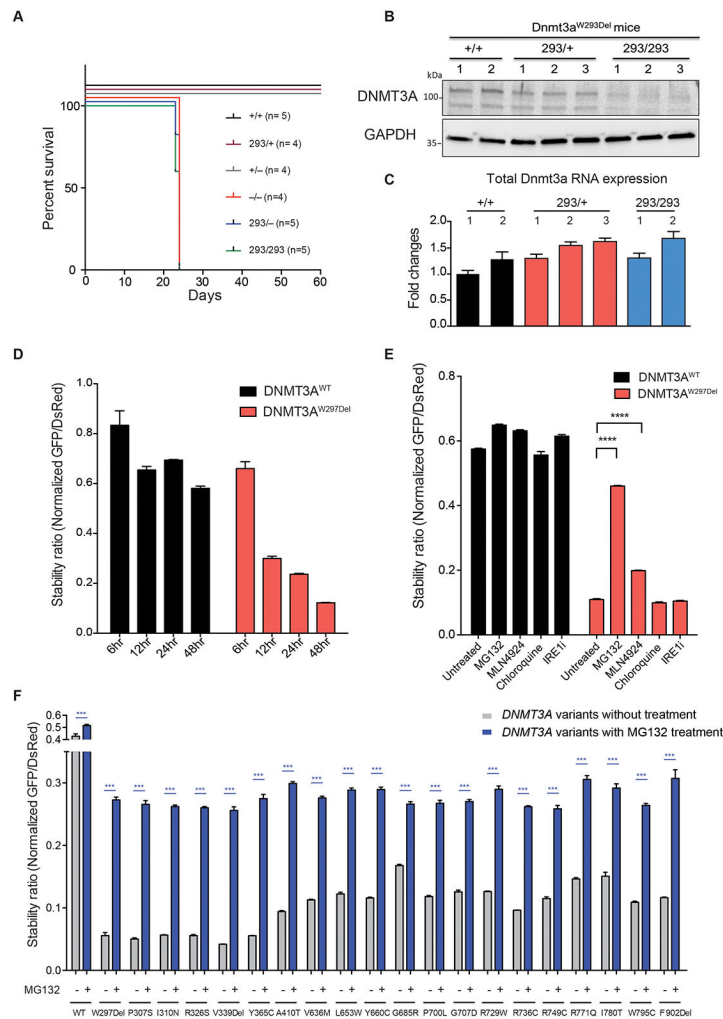 A
Percent survival
100
50
0
0 10 20 30 40 50 60
Days
+/+ (n= 5)
293/+ (n= 4)
+/– (n= 4)
–/– (n=4)
293/– (n=5)
293/293 (n=5)
B
Dnmt3aW293Del mice
+/+ 293/+ 293/293
1 2 1 2 3 1 2 3
kDa
DNMT3A
100
GAPDH
35
C
Total Dnmt3a RNA expression
+/+ 293/+ 293/293
1 2 1 2 3 1 2
Fold changes
2.0
1.5
1.0
0.5
0.0
D
Stability ratio (Normalized GFP/DsRed)
1.0
0.8
0.6
0.4
0.2
0.0
DNMT3AWT
DNMT3AW297Del
6hr 12hr 24hr 48hr 6hr 12hr 24hr 48hr
E
Stability ratio (Normalized GFP/DsRed)
0.8
0.6
0.4
0.2
0.0
DNMT3AWT
DNMT3AW297Del
****
****
Untreated MG132 MLN4924 Chloroquine IRE1i Untreated MG132 MLN4924 Chloroquine IRE1i
F
Stability ratio (Normalized GFP/DsRed)
0.6
0.5
0.4
0.3
0.2
0.1
0.0
DNMT3A variants without treatment
DNMT3A variants with MG132 treatment
*** *** *** *** *** *** *** *** *** *** *** *** *** *** *** *** *** *** *** *** ***
MG132 - + - + - + - + - + - + - + - + - + - + - + - + - + - + - + - + - + - + - + - + - +
WT W297Del P307S I310N R326S V339Del Y365C A410T V636M L653W Y660C G685R P700L G707D R729W R736C R749C R771Q I780T W795C F902Del